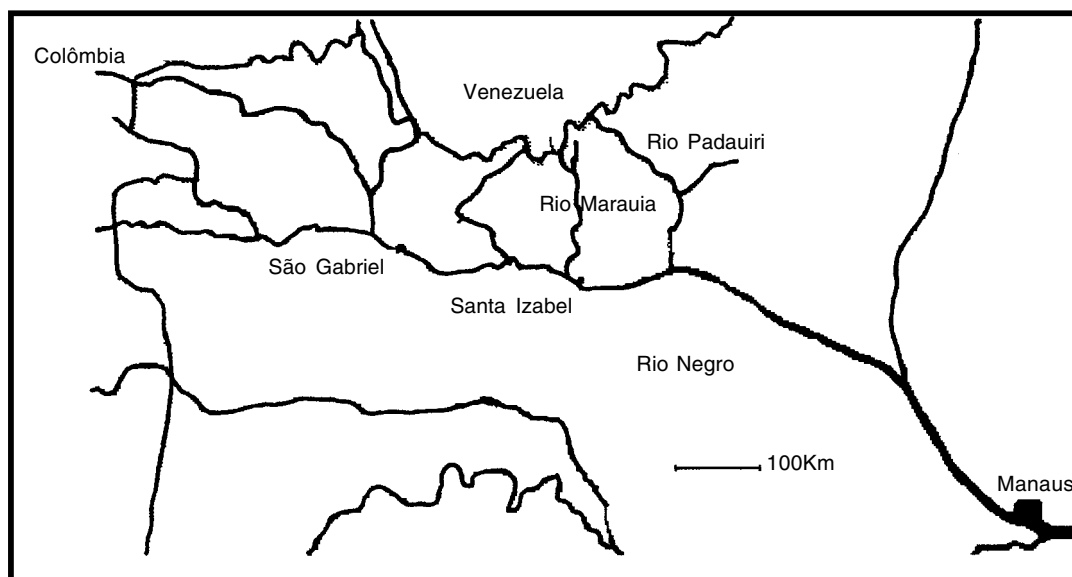 Colômbia
Venezuela
Rio Padauiri
Rio Marauia
São Gabriel
Santa Izabel
Rio Negro
100Km
Manaus